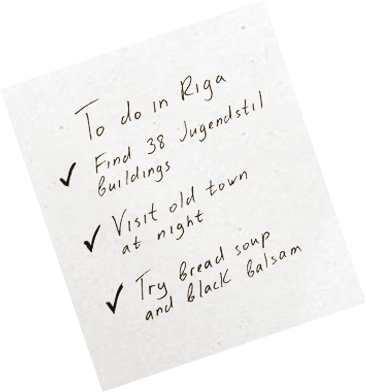 To do in Riga
✓ Find 38 Jugendstil
buildings
✓ Visit old town
at night
✓ Try bread soup
and black balsam